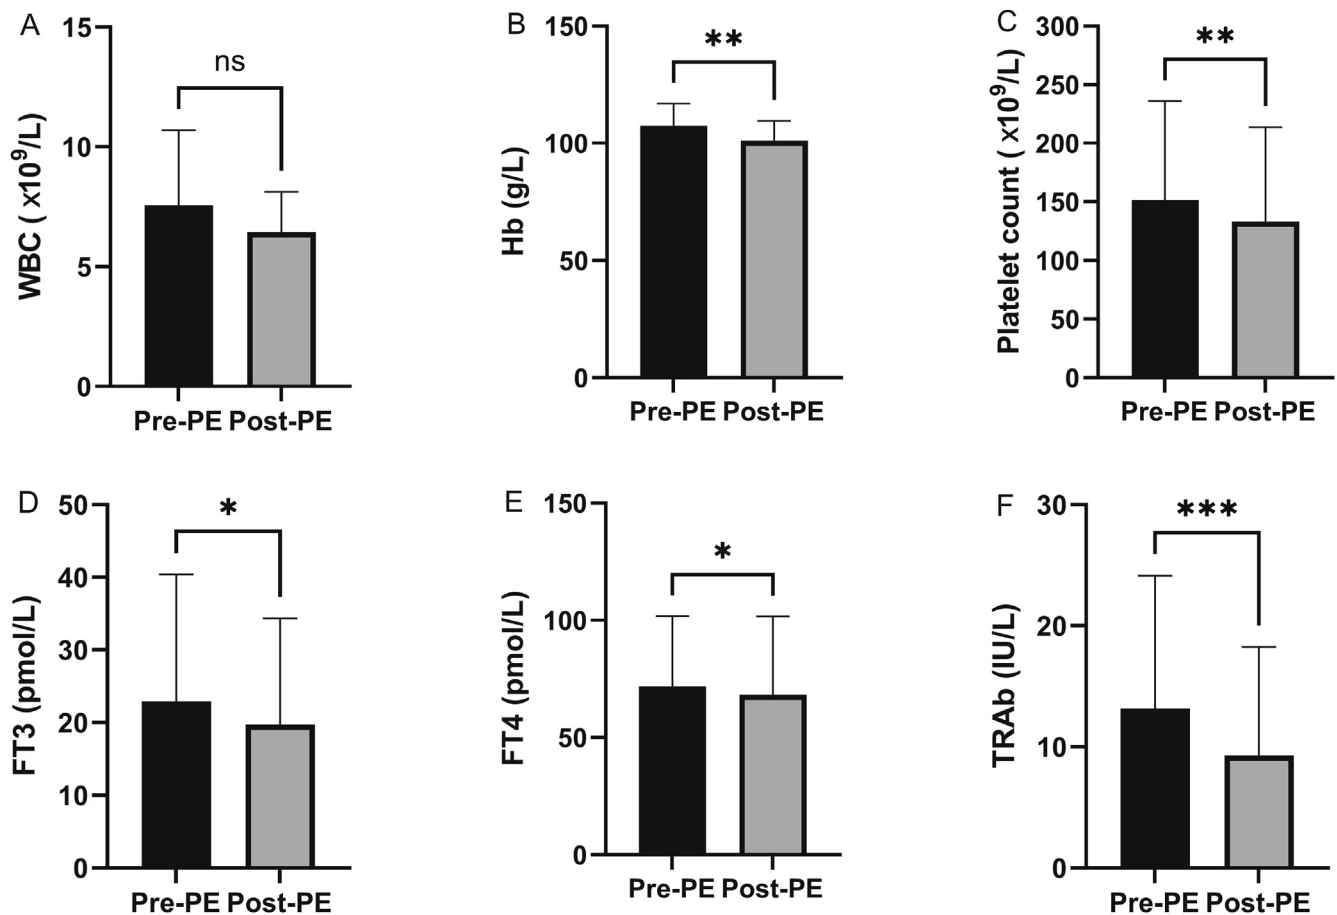 A
WBC ( x10⁹/L)
15
10
5
0
ns
Pre-PE Post-PE
B
Hb (g/L)
150
100
50
0
**
Pre-PE Post-PE
C
Platelet count ( x10⁹/L)
300
250
200
150
100
50
0
**
Pre-PE Post-PE
D
FT3 (pmol/L)
50
40
30
20
10
0
*
Pre-PE Post-PE
E
FT4 (pmol/L)
150
100
50
0
*
Pre-PE Post-PE
F
TRAb (IU/L)
30
20
10
0
***
Pre-PE Post-PE